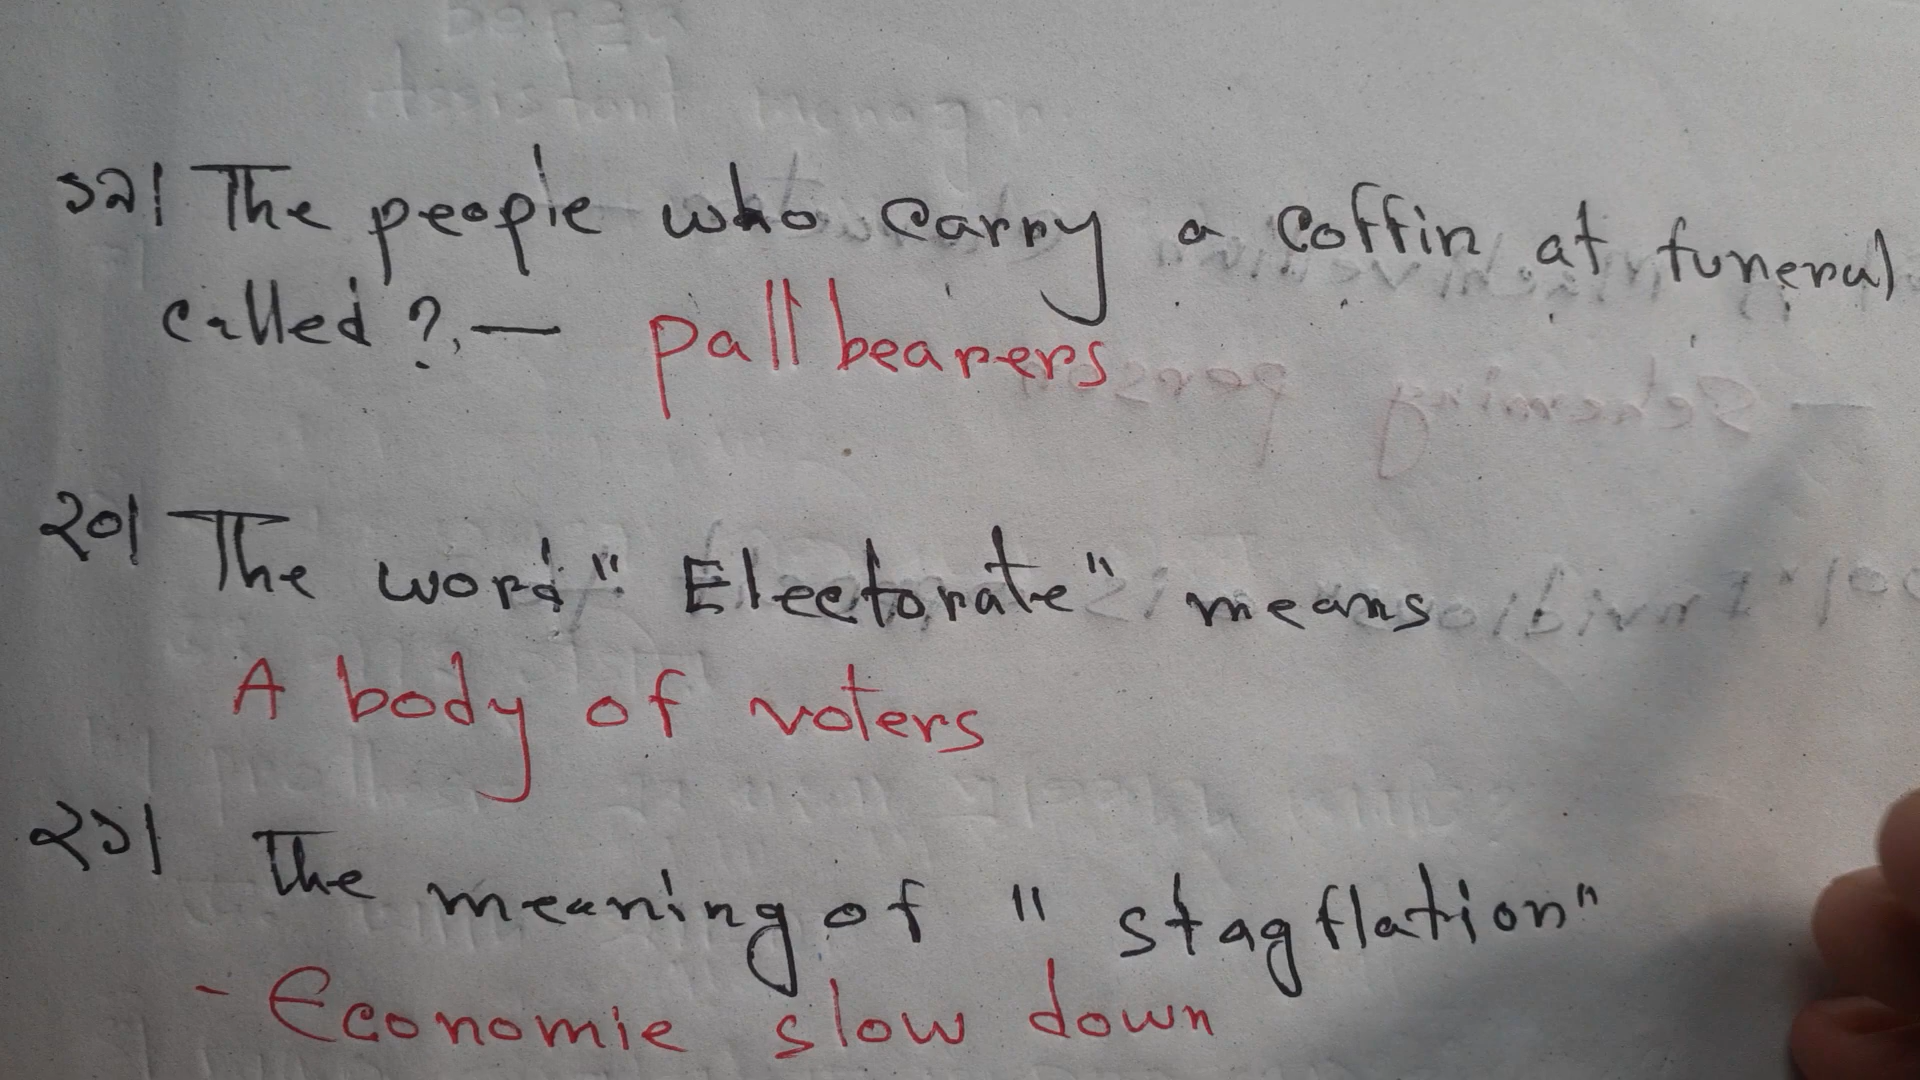 ১৯। The people who carry a coffin at funeral
called? — pall bearers
২০। The word "Electorate" means
A body of voters
২১। The meaning of "stagflation"
- Economic slow down